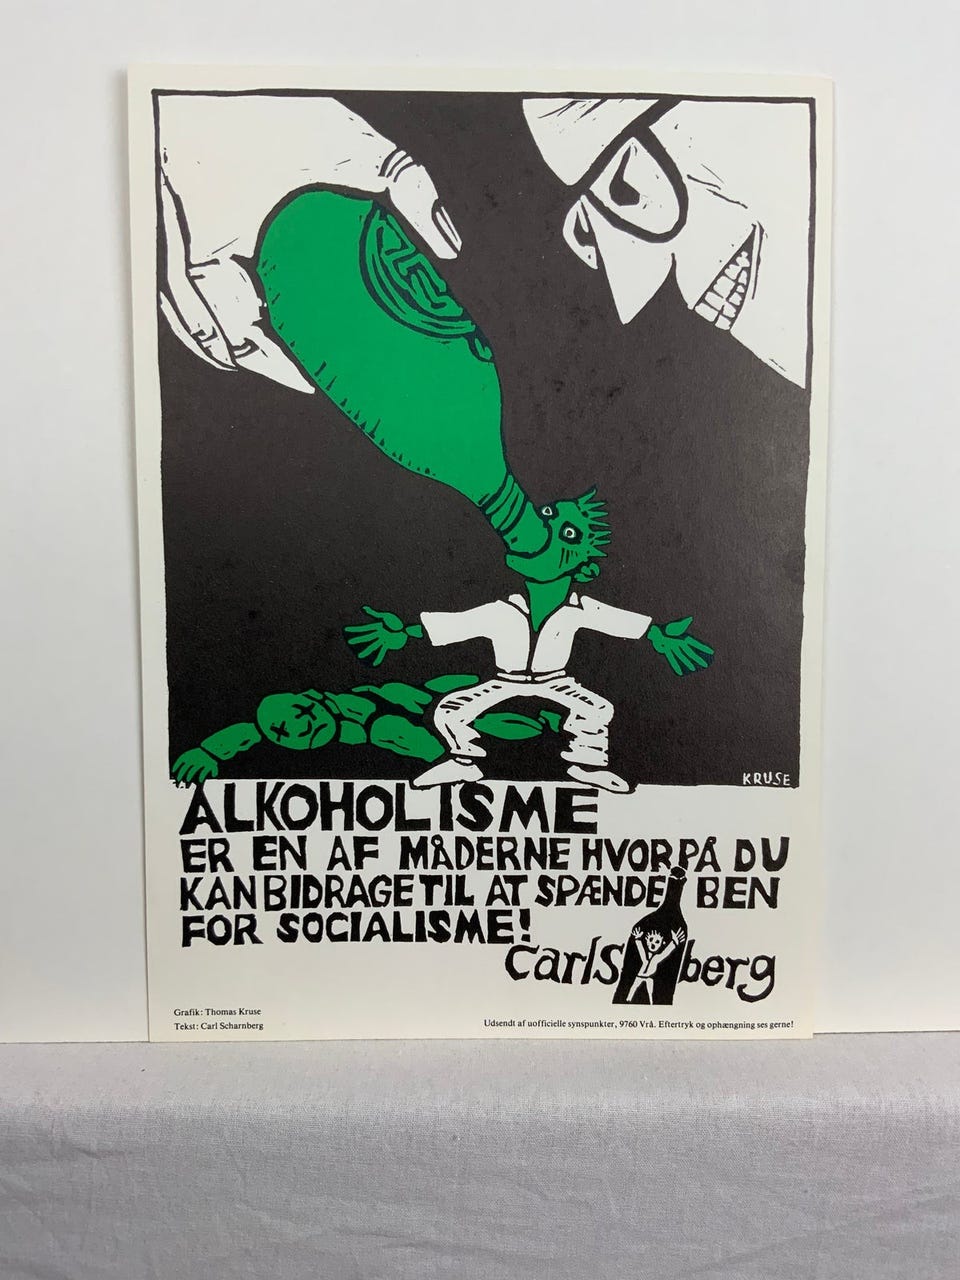 KRUSE
ALKOHOLISME
ER EN AF MÅDERNE HVORPÅ DU
KAN BIDRAGE TIL AT SPÆNDE BEN
FOR SOCIALISME!
carlsberg
Grafik: Thomas Kruse
Tekst: Carl Scharnberg
Udsendt af uofficielle synspunkter, 9760 Vrå. Eftertryk og ophængning ses gerne!